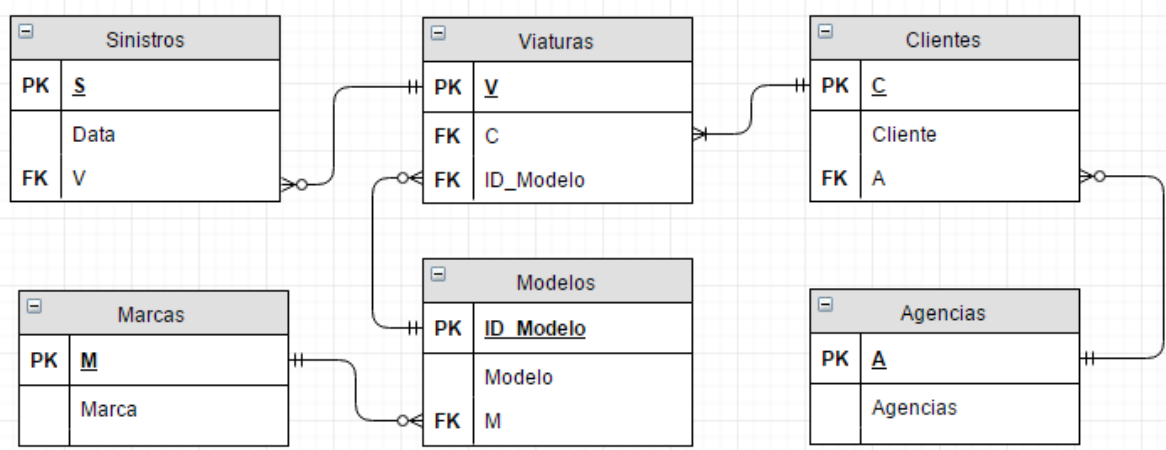 Sinistros
PK S
Data
FK V
Viaturas
PK V
FK C
FK ID_Modelo
Clientes
PK C
Cliente
FK A
Marcas
PK M
Marca
Modelos
PK ID_Modelo
Modelo
FK M
Agencias
PK A
Agencias